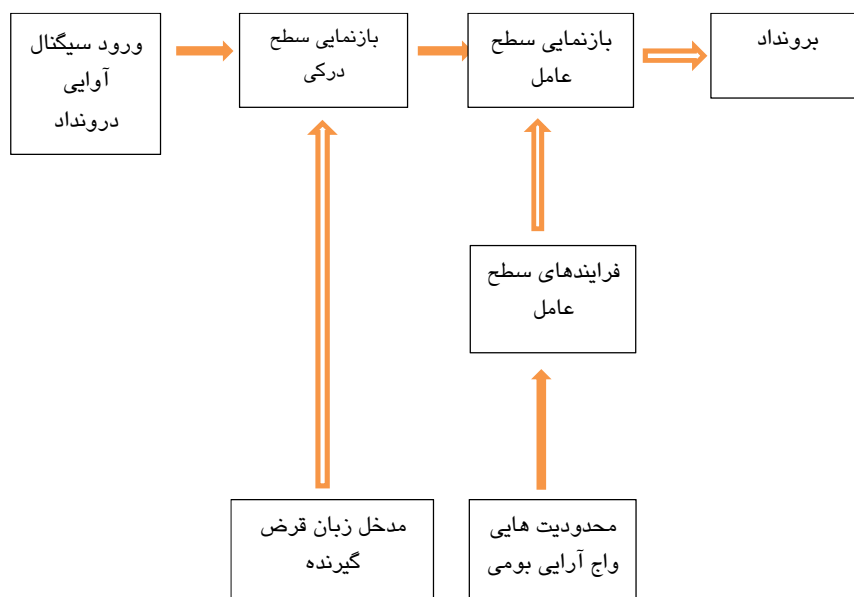 ورود سیگنال
آوایی
درونداد
بازنمایی سطح
درکی
بازنمایی سطح
عامل
برونداد
فرایندهای سطح
عامل
مدخل زبان قرض
گیرنده
محدودیت هایی
واج آرایی بومی